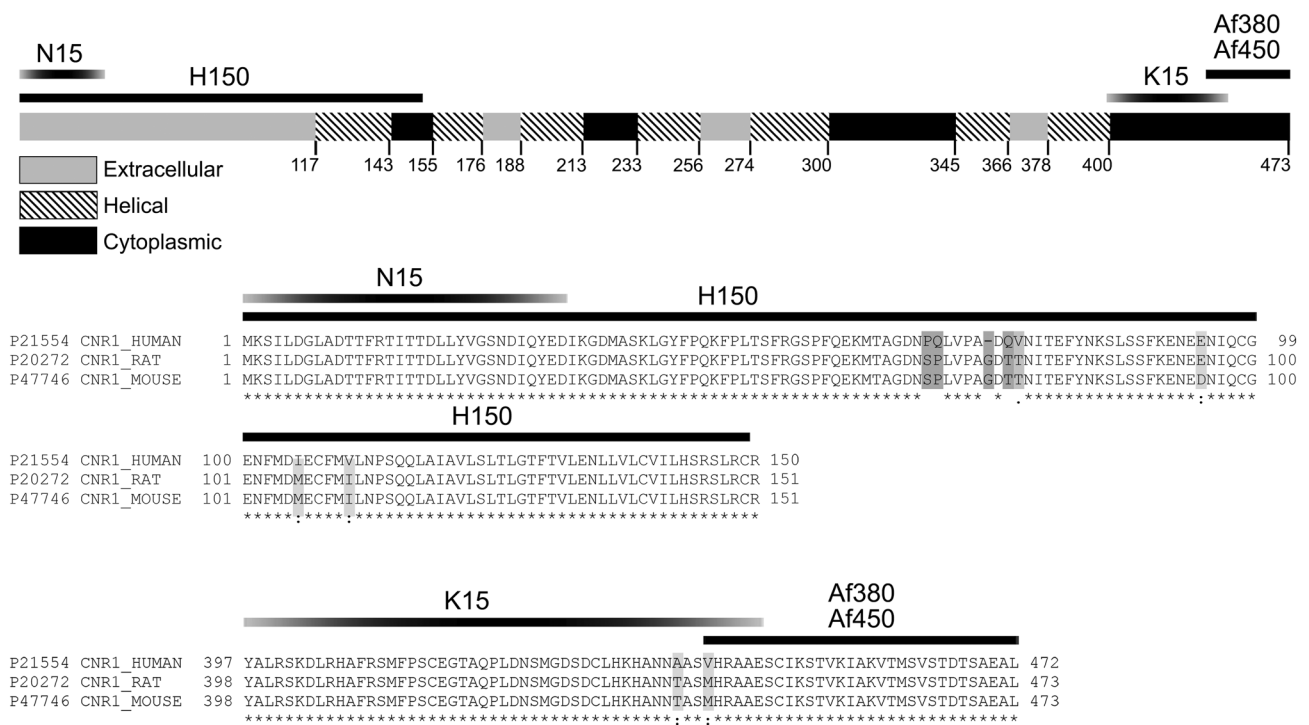 Af380
N15 Af450
H150 K15
117 143 155 176 188 213 233 256 274 300 345 366 378 400 473
Extracellular
Helical
Cytoplasmic
N15
H150
P21554 CNR1_HUMAN 1 MKSILDGLADTTFRTITTDLLYVGSNDIQYEDIKGDMASKLGYFPQKFPLTSFRGSPFQEKMTAGDNPQLVPA-DQVNITEFYNKSLSSFKENEENIQCG 99
P20272 CNR1_RAT 1 MKSILDGLADTTFRTITTDLLYVGSNDIQYEDIKGDMASKLGYFPQKFPLTSFRGSPFQEKMTAGDNSPLVPAGDTTNITEFYNKSLSSFKENEENIQCG 100
P47746 CNR1_MOUSE 1 MKSILDGLADTTFRTITTDLLYVGSNDIQYEDIKGDMASKLGYFPQKFPLTSFRGSPFQEKMTAGDNSPLVPAGDTTNITEFYNKSLSSFKENEDNIQCG 100
*******************************************************************  **** * .*****************:*****
H150
P21554 CNR1_HUMAN 100 ENFMDIECFMVLNPSQQLAIAVLSLTLGTFTVLENLLVLCVILHSRSLRCR 150
P20272 CNR1_RAT 101 ENFMDMECFMILNPSQQLAIAVLSLTLGTFTVLENLLVLCVILHSRSLRCR 151
P47746 CNR1_MOUSE 101 ENFMDMECFMILNPSQQLAIAVLSLTLGTFTVLENLLVLCVILHSRSLRCR 151
*****:****:****************************************
K15
Af380
Af450
P21554 CNR1_HUMAN 397 YALRSKDLRHAFRSMFPSCEGTAQPLDNSMGDSDCLHKHANNAASVHRAAESCIKSTVKIAKVTMSVSTDTSAEAL 472
P20272 CNR1_RAT 398 YALRSKDLRHAFRSMFPSCEGTAQPLDNSMGDSDCLHKHANNTASMHRAAESCIKSTVKIAKVTMSVSTDTSAEAL 473
P47746 CNR1_MOUSE 398 YALRSKDLRHAFRSMFPSCEGTAQPLDNSMGDSDCLHKHANNTASMHRAAESCIKSTVKIAKVTMSVSTDTSAEAL 473
******************************************:**:******************************